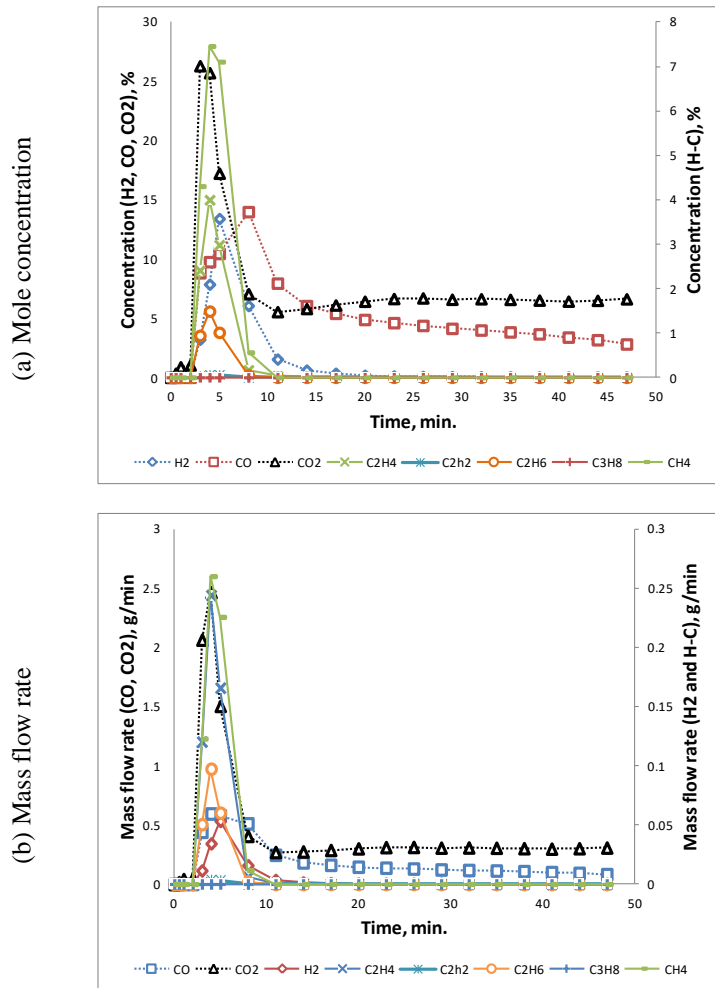 (a) Mole concentration
Concentration (H2, CO, CO2), %
30
25
20
15
10
5
0
8
7
6
5
4
3
2
1
0
Concentration (H-C), %
0 5 10 15 20 25 30 35 40 45 50
Time, min.
H2 CO CO2 C2H4 C2h2 C2H6 C3H8 CH4
(b) Mass flow rate
Mass flow rate (CO, CO2), g/min
3
2.5
2
1.5
1
0.5
0
0.3
0.25
0.2
0.15
0.1
0.05
0
Mass flow rate (H2 and H-C), g/min
0 10 20 30 40 50
Time, min.
CO CO2 H2 C2H4 C2h2 C2H6 C3H8 CH4